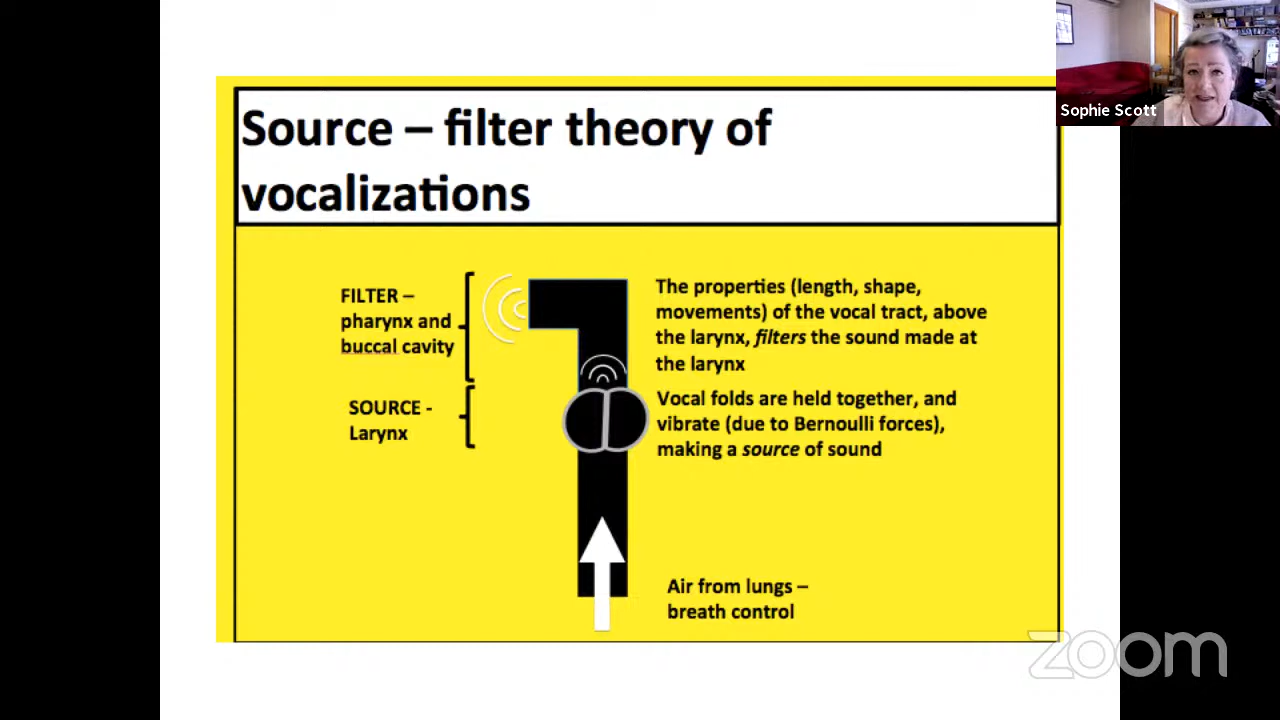 Source – filter theory of
vocalizations
Sophie Scott
FILTER –
pharynx and
buccal cavity
The properties (length, shape,
movements) of the vocal tract, above
the larynx, filters the sound made at
the larynx
SOURCE -
Larynx
Vocal folds are held together, and
vibrate (due to Bernoulli forces),
making a source of sound
Air from lungs –
breath control
zoom